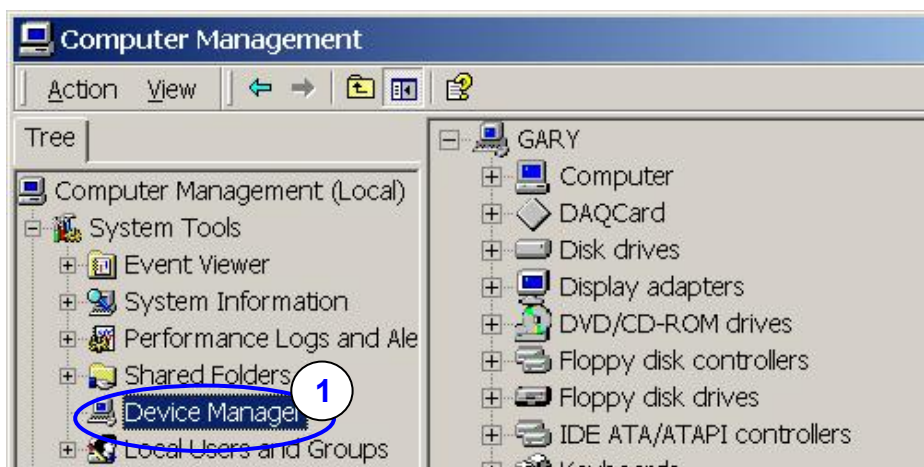 Computer Management
Action View
Tree
Computer Management (Local)
System Tools
Event Viewer
System Information
Performance Logs and Ale
Shared Folders
1
Device Manager
Local Users and Groups
GARY
Computer
DAQCard
Disk drives
Display adapters
DVD/CD-ROM drives
Floppy disk controllers
Floppy disk drives
IDE ATA/ATAPI controllers
Keyboards